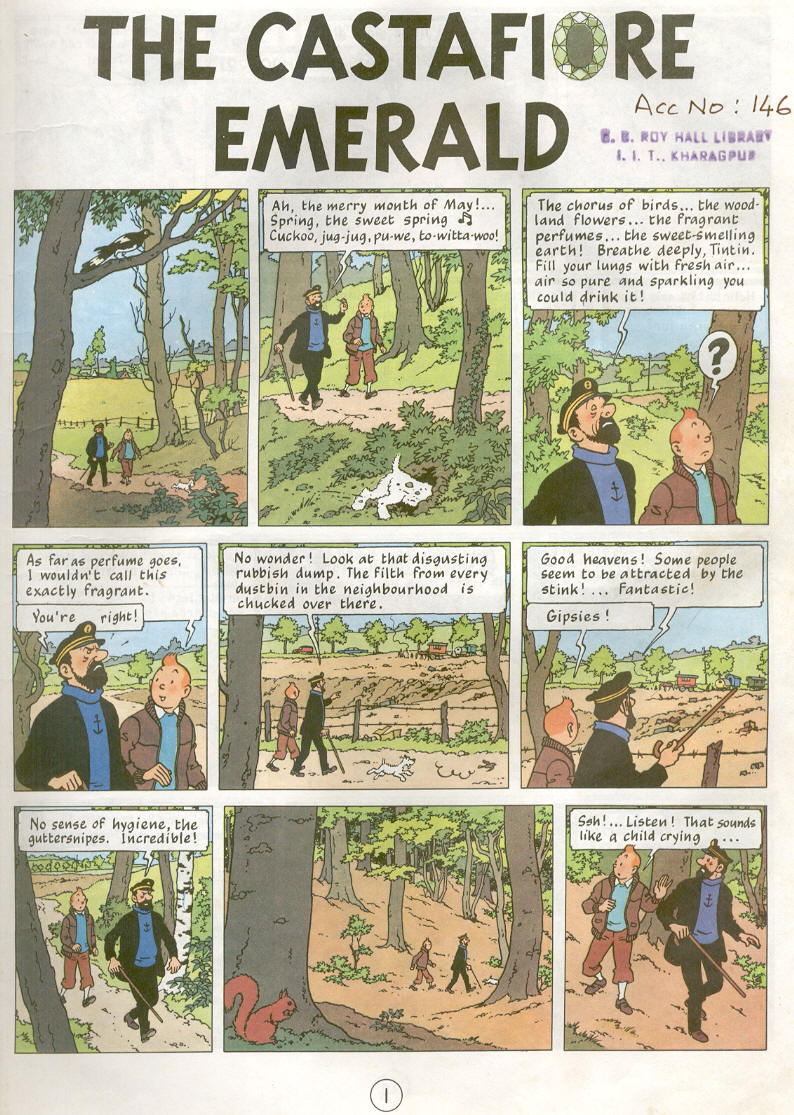 THE CASTAFIORE
EMERALD
Acc No : 146
B. B. ROY HALL LIBRARY
I. I. T., KHARAGPUR
Ah, the merry month of May!...
Spring, the sweet spring
Cuckoo, jug-jug, pu-we, to-witta-woo!
The chorus of birds... the wood-
land flowers... the fragrant
perfumes... the sweet-smelling
earth! Breathe deeply, Tintin.
Fill your lungs with fresh air...
air so pure and sparkling you
could drink it!
?
As far as perfume goes,
I wouldn't call this
exactly fragrant.
You're right!
No wonder! Look at that disgusting
rubbish dump. The filth from every
dustbin in the neighbourhood is
chucked over there.
Good heavens! Some people
seem to be attracted by the
stink! ... Fantastic!
Gipsies!
No sense of hygiene, the
guttersnipes. Incredible!
Ssh!... Listen! That sounds
like a child crying ....
1